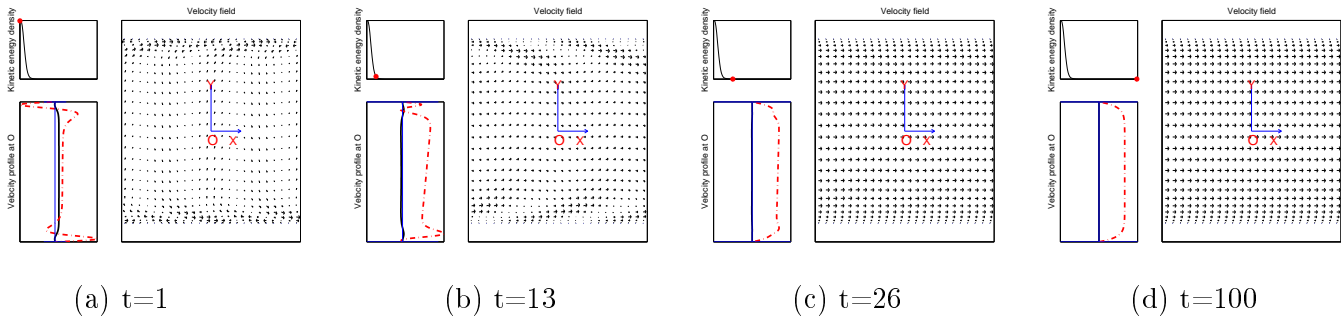 Velocity field
Kinetic energy density
Velocity profile at O
Y
O X
(a) t=1
Velocity field
Kinetic energy density
Velocity profile at O
Y
O X
(b) t=13
Velocity field
Kinetic energy density
Velocity profile at O
Y
O X
(c) t=26
Velocity field
Kinetic energy density
Velocity profile at O
Y
O X
(d) t=100